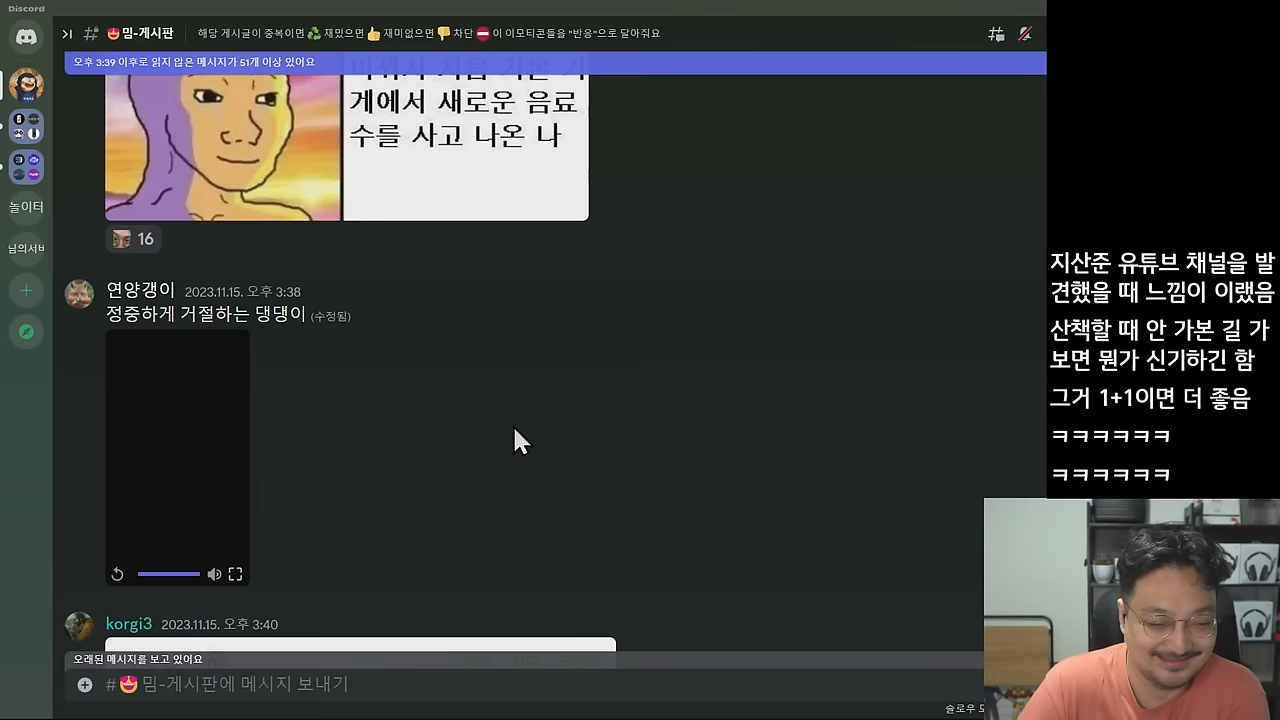 Discord
밈-게시판
해당 게시글이 중복이면 ♻️ 재밌으면 👍 재미없으면 👎 차단 ⛔ 이 이모티콘들을 "반응"으로 달아줘요
오후 3:39 이후로 읽지 않은 메시지가 51개 이상 있어요
게에서 새로운 음료
수를 사고 나온 나
16
놀이터
님의서버
연양갱이 2023.11.15. 오후 3:38
정중하게 거절하는 댕댕이 (수정됨)
korgi3 2023.11.15. 오후 3:40
오래된 메시지를 보고 있어요
#😍밈-게시판에 메시지 보내기
슬로우
지산준 유튜브 채널을 발
견했을 때 느낌이 이랬음
산책할 때 안 가본 길 가
보면 뭔가 신기하긴 함
그거 1+1이면 더 좋음
ㅋㅋㅋㅋㅋㅋ
ㅋㅋㅋㅋㅋㅋ